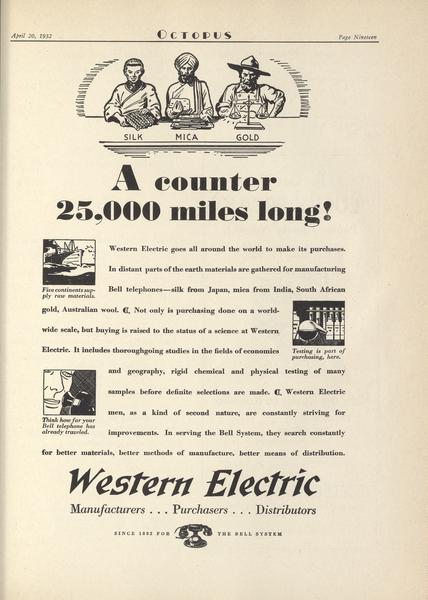 April 20, 1932
OCTOPUS
Page Nineteen
SILK MICA GOLD
A counter
25,000 miles long!
Five continents sup-
ply raw materials.
Western Electric goes all around the world to make its purchases.
In distant parts of the earth materials are gathered for manufacturing
Bell telephones—silk from Japan, mica from India, South African
gold, Australian wool. ¶ Not only is purchasing done on a world-
wide scale, but buying is raised to the status of a science at Western
Electric. It includes thoroughgoing studies in the fields of economics
Testing is part of
purchasing, here.
and geography, rigid chemical and physical testing of many
samples before definite selections are made. ¶ Western Electric
men, as a kind of second nature, are constantly striving for
improvements. In serving the Bell System, they search constantly
Think how far your
Bell telephone has
already traveled.
for better materials, better methods of manufacture, better means of distribution.
Western Electric
Manufacturers . . . Purchasers . . . Distributors
SINCE 1882 FOR THE BELL SYSTEM